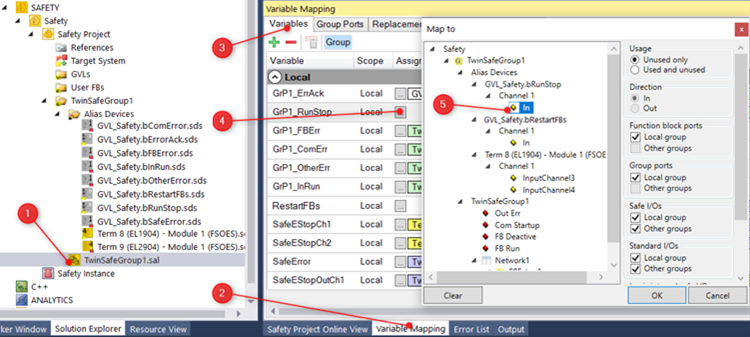 SAFETY
Safety
Safety Project
References
Target System
GVLs
User FBs
TwinSafeGroup1
Alias Devices
GVL_Safety.bComError.sds
GVL_Safety.bErrorAck.sds
GVL_Safety.bFBError.sds
GVL_Safety.bInRun.sds
GVL_Safety.bOtherError.sds
GVL_Safety.bRestartFBs.sds
GVL_Safety.bRunStop.sds
GVL_Safety.bSafeError.sds
Term 8 (EL1904) - Module 1 (FSOES).s
Term 9 (EL2904) - Module 1 (FSOES).s
1
TwinSafeGroup1.sal
Safety Instance
C++
ANALYTICS
ker Window Solution Explorer Resource View
Variable Mapping
3
Variables Group Ports Replacemen
Group
Variable Scope Assig
Local
GrP1_ErrAck Local ... G
4
GrP1_RunStop Local ...
GrP1_FBErr Local ... Tw
GrP1_ComErr Local ... Tw
GrP1_OtherErr Local ... Tw
GrP1_InRun Local ... Tw
RestartFBs Local ...
SafeEStopCh1 Local ... Te
SafeEStopCh2 Local ... Te
SafeError Local ... Tw
2
SafeEStopOutCh1 Local ... Te
Safety Project Online View Variable Mapping Error List Output
Map to
x
Safety
TwinSafeGroup1
Alias Devices
GVL_Safety.bRunStop
Channel 1
5
In
GVL_Safety.bRestartFBs
Channel 1
In
Term 8 (EL1904) - Module 1 (FSOES
Channel 1
InputChannel3
InputChannel4
TwinSafeGroup1
Out Err
Com Startup
FB Deactive
FB Run
Network1
Usage
Unused only
Used and unused
Direction
In
Out
Function block ports
Local group
Other groups
Group ports
Local group
Other groups
Safe I/Os
Local group
Other groups
Standard I/Os
Local group
Other groups
Clear OK Cancel